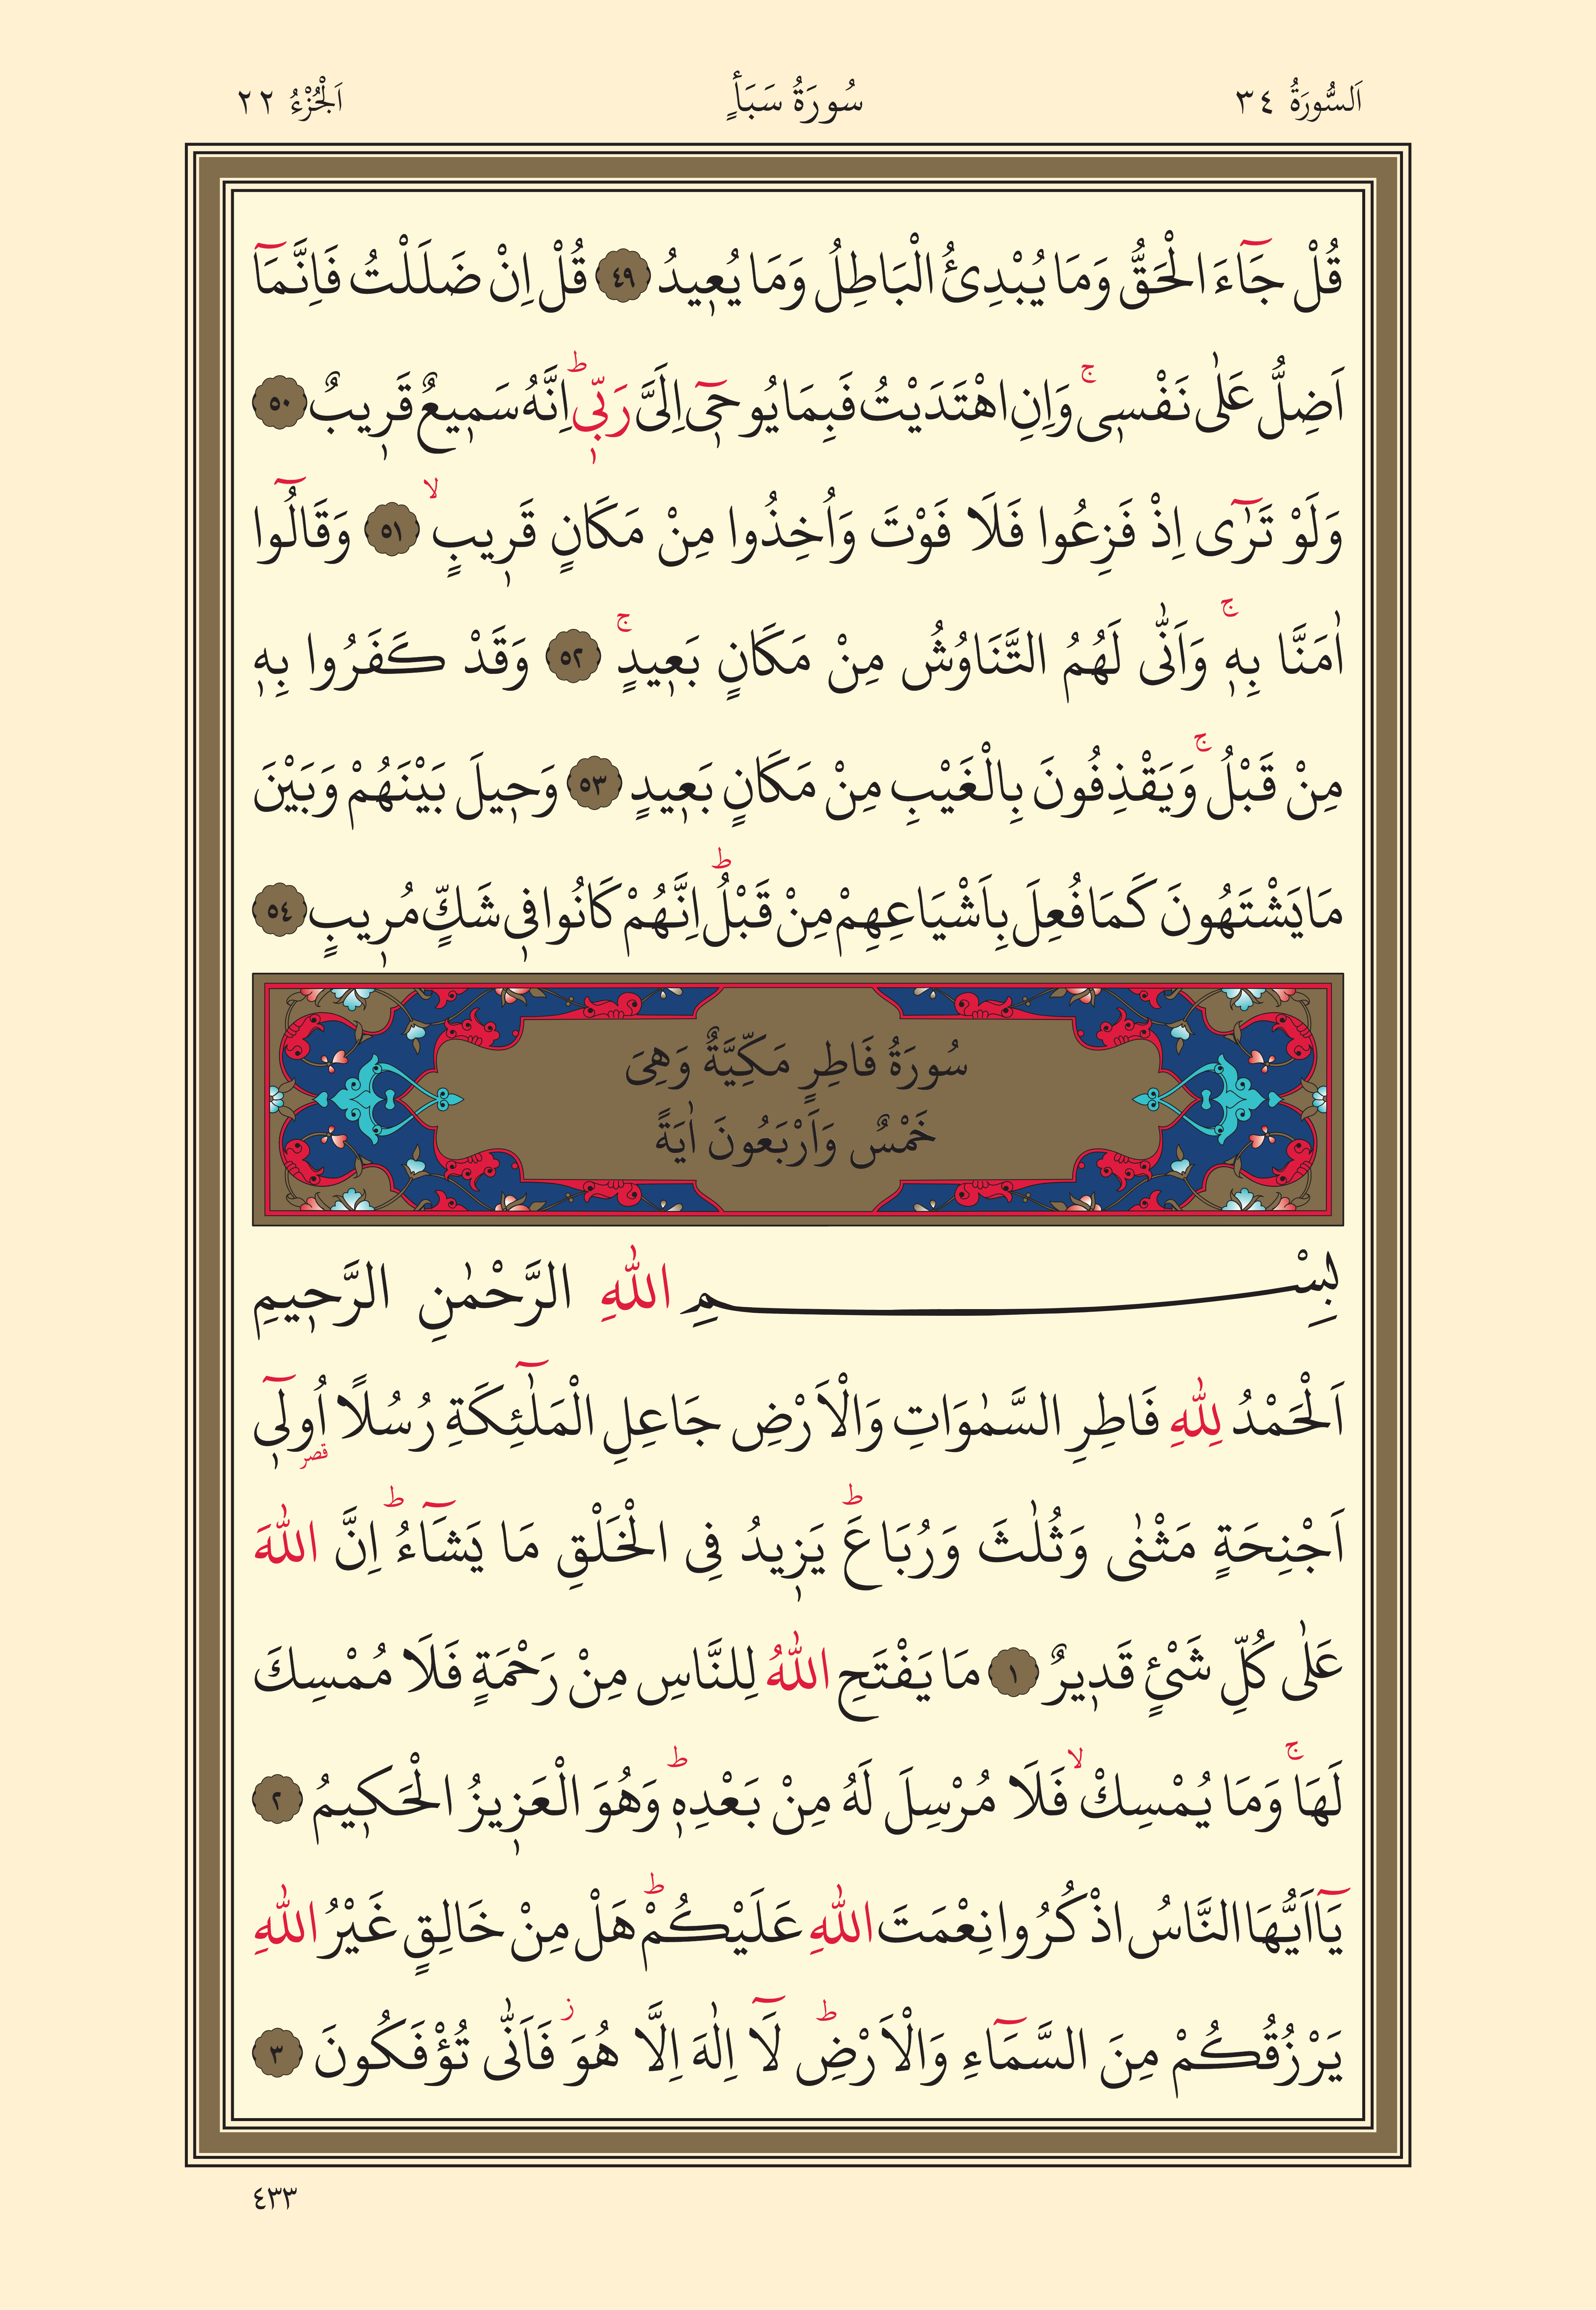 اَلسُّورَةُ ٣٤ سُورَةُ سَبَأٍ اَلْجُزْءُ ٢٢
قُلْ جَٓاءَ الْحَقُّ وَمَا يُبْدِئُ الْبَاطِلُ وَمَا يُع۪يدُ ٤٩ قُلْ اِنْ ضَلَلْتُ فَاِنَّمَٓا
اَضِلُّ عَلٰى نَفْس۪يۚ وَاِنِ اهْتَدَيْتُ فَبِمَا يُوح۪ٓي اِلَيَّ رَبّ۪يۜ اِنَّهُ سَم۪يعٌ قَر۪يبٌ ٥٠
وَلَوْ تَرٰٓى اِذْ فَزِعُوا فَلَا فَوْتَ وَاُخِذُوا مِنْ مَكَانٍ قَر۪يبٍۙ ٥١ وَقَالُٓوا
اٰمَنَّا بِه۪ۚ وَاَنّٰى لَهُمُ التَّنَاوُشُ مِنْ مَكَانٍ بَع۪يدٍۚ ٥٢ وَقَدْ كَفَرُوا بِه۪
مِنْ قَبْلُۚ وَيَقْذِفُونَ بِالْغَيْبِ مِنْ مَكَانٍ بَع۪يدٍ ٥٣ وَح۪يلَ بَيْنَهُمْ وَبَيْنَ
مَا يَشْتَهُونَ كَمَا فُعِلَ بِاَشْيَاعِهِمْ مِنْ قَبْلُۜ اِنَّهُمْ كَانُوا ف۪ي شَكٍّ مُر۪يبٍ ٥٤
سُورَةُ فَاطِرٍ مَكِّيَّةٌ وَهِيَ
خَمْسٌ وَاَرْبَعُونَ اٰيَةً
بِسْمِ اللّٰهِ الرَّحْمٰنِ الرَّح۪يمِ
اَلْحَمْدُ لِلّٰهِ فَاطِرِ السَّمٰوَاتِ وَالْاَرْضِ جَاعِلِ الْمَلٰٓئِكَةِ رُسُلًا اُول۪ٓي قصر
اَجْنِحَةٍ مَثْنٰى وَثُلٰثَ وَرُبَاعَۜ يَز۪يدُ فِي الْخَلْقِ مَا يَشَٓاءُۜ اِنَّ اللّٰهَ
عَلٰى كُلِّ شَيْءٍ قَد۪يرٌ ١ مَا يَفْتَحِ اللّٰهُ لِلنَّاسِ مِنْ رَحْمَةٍ فَلَا مُمْسِكَ
لَهَاۚ وَمَا يُمْسِكْۙ فَلَا مُرْسِلَ لَهُ مِنْ بَعْدِه۪ۜ وَهُوَ الْعَز۪يزُ الْحَك۪يمُ ٢
يَٓا اَيُّهَا النَّاسُ اذْكُرُوا نِعْمَتَ اللّٰهِ عَلَيْكُمْۜ هَلْ مِنْ خَالِقٍ غَيْرُ اللّٰهِ
يَرْزُقُكُمْ مِنَ السَّمَٓاءِ وَالْاَرْضِۜ لَٓا اِلٰهَ اِلَّا هُوَۘ فَاَنّٰى تُؤْفَكُونَ ٣
٤٣٣